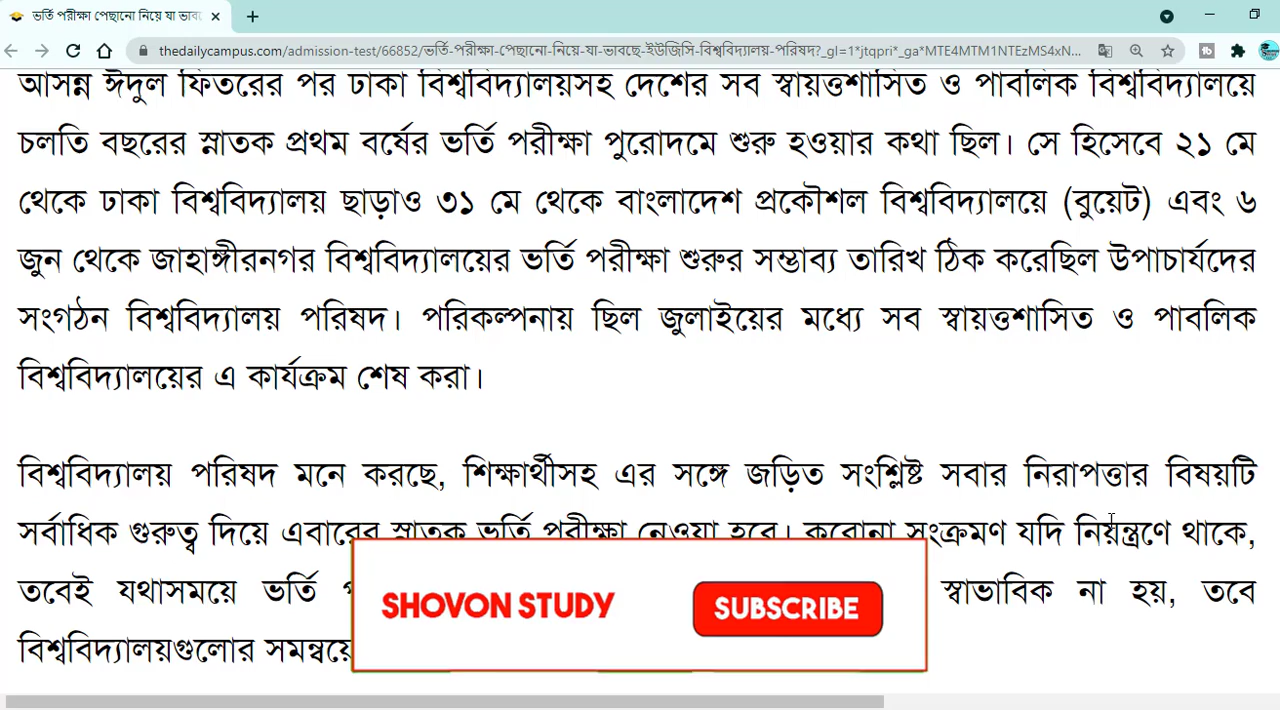 ভর্তি পরীক্ষা পেছানো নিয়ে যা ভাবছে
thedailycampus.com/admission-test/66852/ভর্তি-পরীক্ষা-পেছানো-নিয়ে-যা-ভাবছে-ইউজিসি-বিশ্ববিদ্যালয়-পরিষদ?_gl=1*jtqpri*_ga*MTE4MTM1NTEzMS4xN...
আসন্ন ঈদুল ফিতরের পর ঢাকা বিশ্ববিদ্যালয়সহ দেশের সব স্বায়ত্তশাসিত ও পাবলিক বিশ্ববিদ্যালয়ে
চলতি বছরের স্নাতক প্রথম বর্ষের ভর্তি পরীক্ষা পুরোদমে শুরু হওয়ার কথা ছিল। সে হিসেবে ২১ মে
থেকে ঢাকা বিশ্ববিদ্যালয় ছাড়াও ৩১ মে থেকে বাংলাদেশ প্রকৌশল বিশ্ববিদ্যালয়ে (বুয়েট) এবং ৬
জুন থেকে জাহাঙ্গীরনগর বিশ্ববিদ্যালয়ের ভর্তি পরীক্ষা শুরুর সম্ভাব্য তারিখ ঠিক করেছিল উপাচার্যদের
সংগঠন বিশ্ববিদ্যালয় পরিষদ। পরিকল্পনায় ছিল জুলাইয়ের মধ্যে সব স্বায়ত্তশাসিত ও পাবলিক
বিশ্ববিদ্যালয়ের এ কার্যক্রম শেষ করা।
বিশ্ববিদ্যালয় পরিষদ মনে করছে, শিক্ষার্থীসহ এর সঙ্গে জড়িত সংশ্লিষ্ট সবার নিরাপত্তার বিষয়টি
সর্বাধিক গুরুত্ব দিয়ে এবারের স্নাতক ভর্তি পরীক্ষা নেওয়া হবে। করোনা সংক্রমণ যদি নিয়ন্ত্রণে থাকে,
তবেই যথাসময়ে ভর্তি স্বাভাবিক না হয়, তবে
বিশ্ববিদ্যালয়গুলোর সমন্বয়ে
SHOVON STUDY
SUBSCRIBE